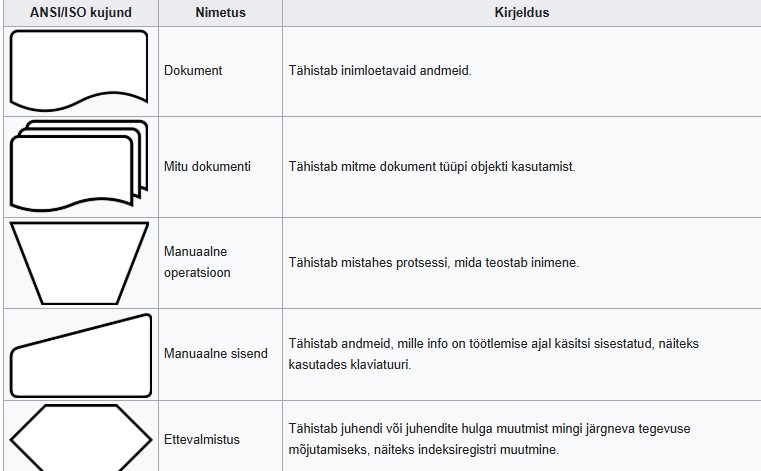 ANSI/ISO kujund Nimetus Kirjeldus
Dokument Tähistab inimloetavaid andmeid.
Mitu dokumenti Tähistab mitme dokument tüüpi objekti kasutamist.
Manuaalne
operatsioon
Tähistab mistahes protsessi, mida teostab inimene.
Manuaalne sisend
Tähistab andmeid, mille info on töötlemise ajal käsitsi sisestatud, näiteks
kasutades klaviatuuri.
Ettevalmistus
Tähistab juhendi või juhendite hulga muutmist mingi järgneva tegevuse
mõjutamiseks, näiteks indeksiregistri muutmine.